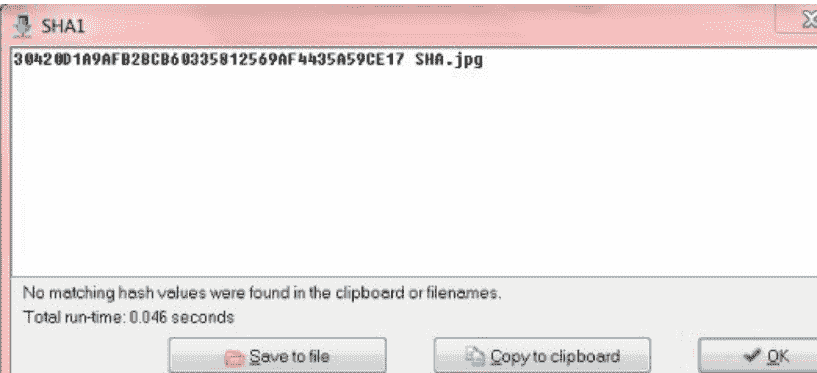 SHA1
30420D1A9AFB2BCB60335812569AF4435A59CE17 SHA.jpg
No matching hash values were found in the clipboard or filenames.
Total run-time: 0.046 seconds
Save to file
Copy to clipboard
OK